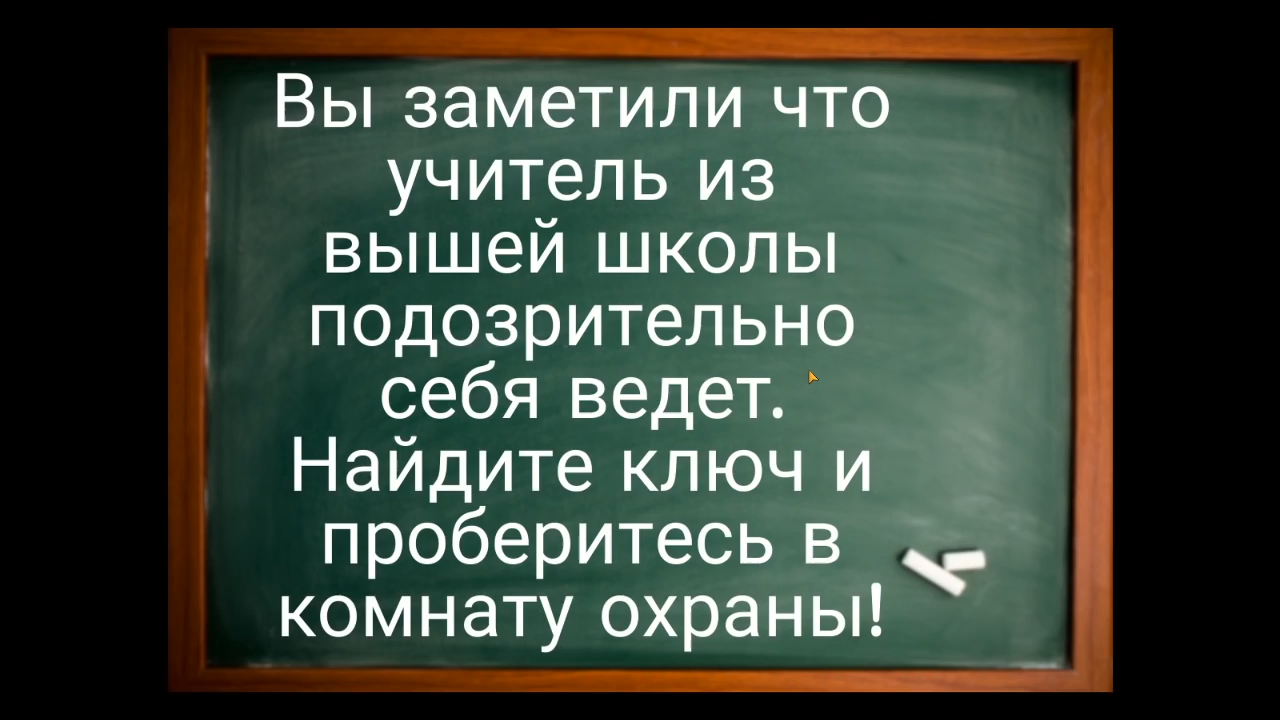 Вы заметили что
учитель из
вышей школы
подозрительно
себя ведет.
Найдите ключ и
проберитесь в
комнату охраны!